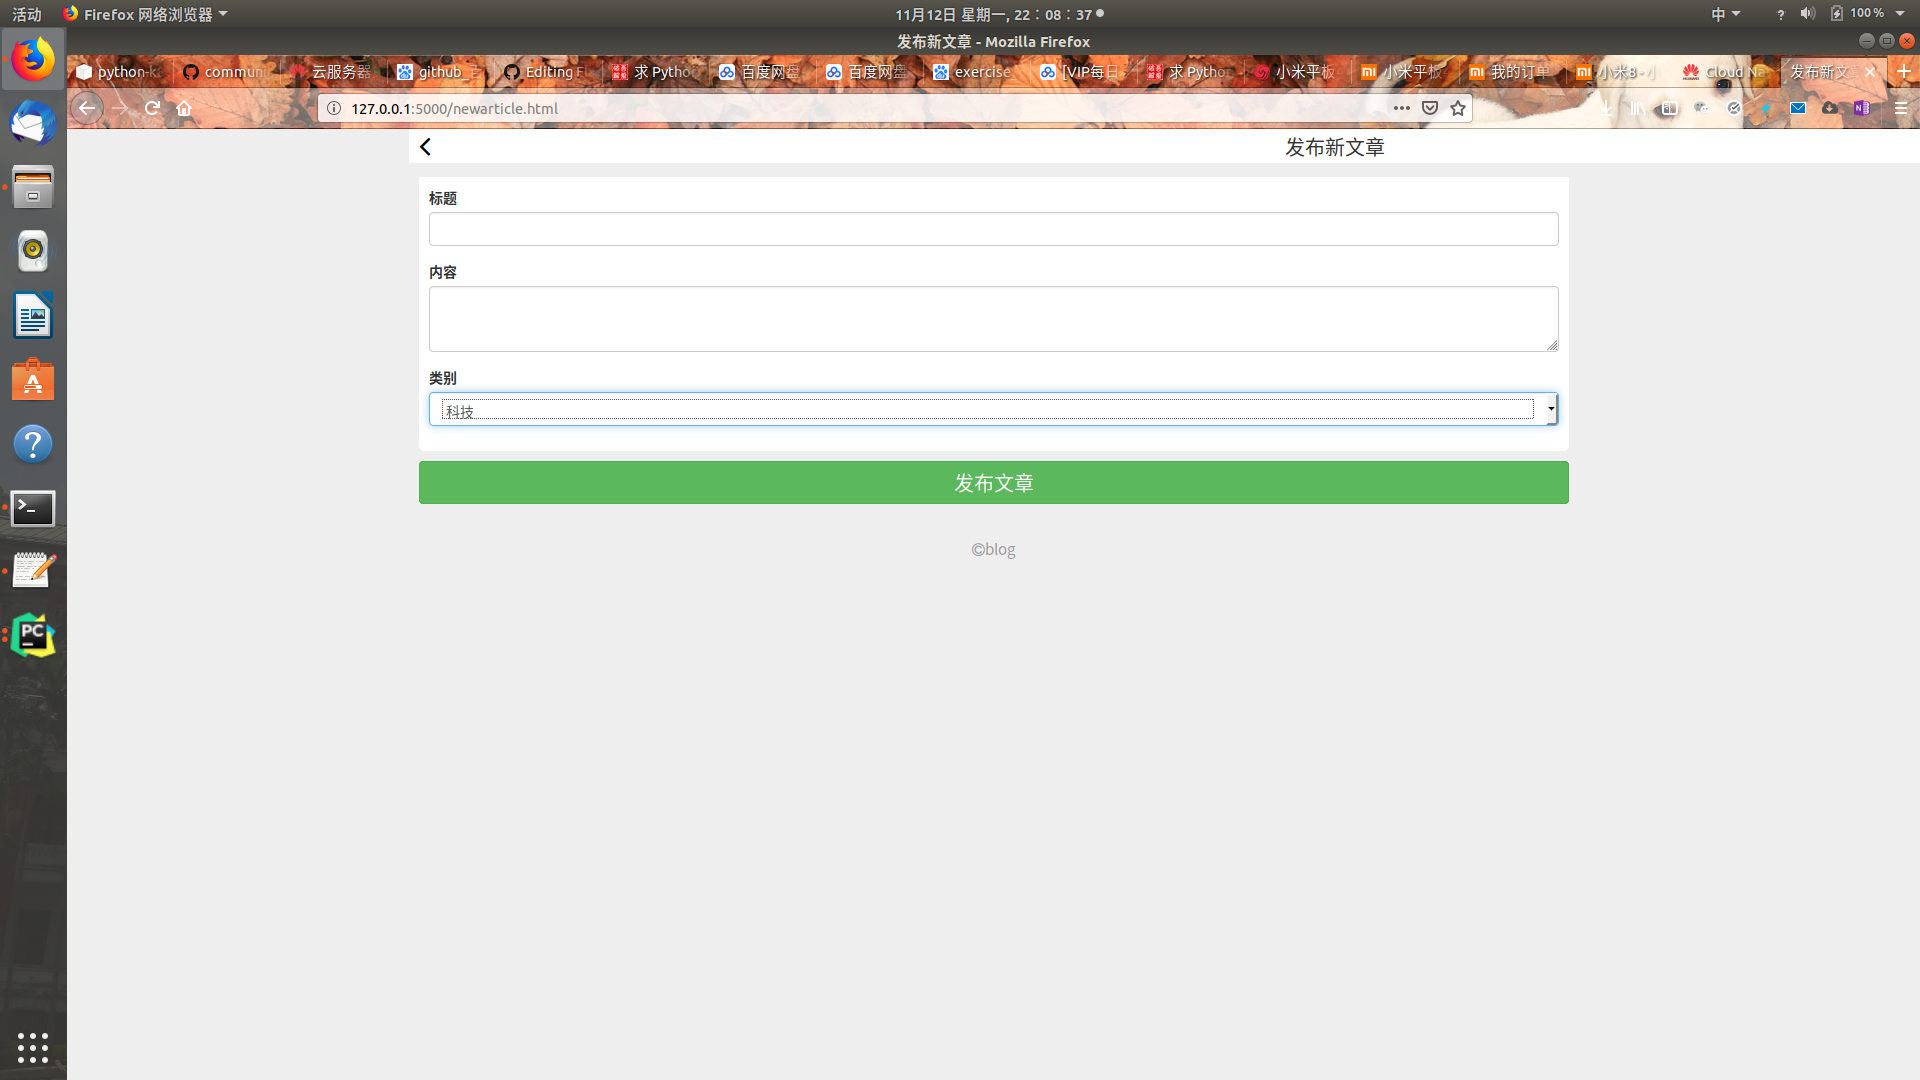 活动
Firefox 网络浏览器
11月12日 星期一, 22：08：37
中
?
100 %
发布新文章 - Mozilla Firefox
python-k
commun
云服务器
github_
Editing F
求 Pytho
百度网盘
百度网盘
exercise
[VIP每日
求 Pytho
小米平板
小米平板
我的订单
小米8 - 小
Cloud Na
发布新文
127.0.0.1:5000/newarticle.html
发布新文章
标题
内容
类别
科技
发布文章
©blog